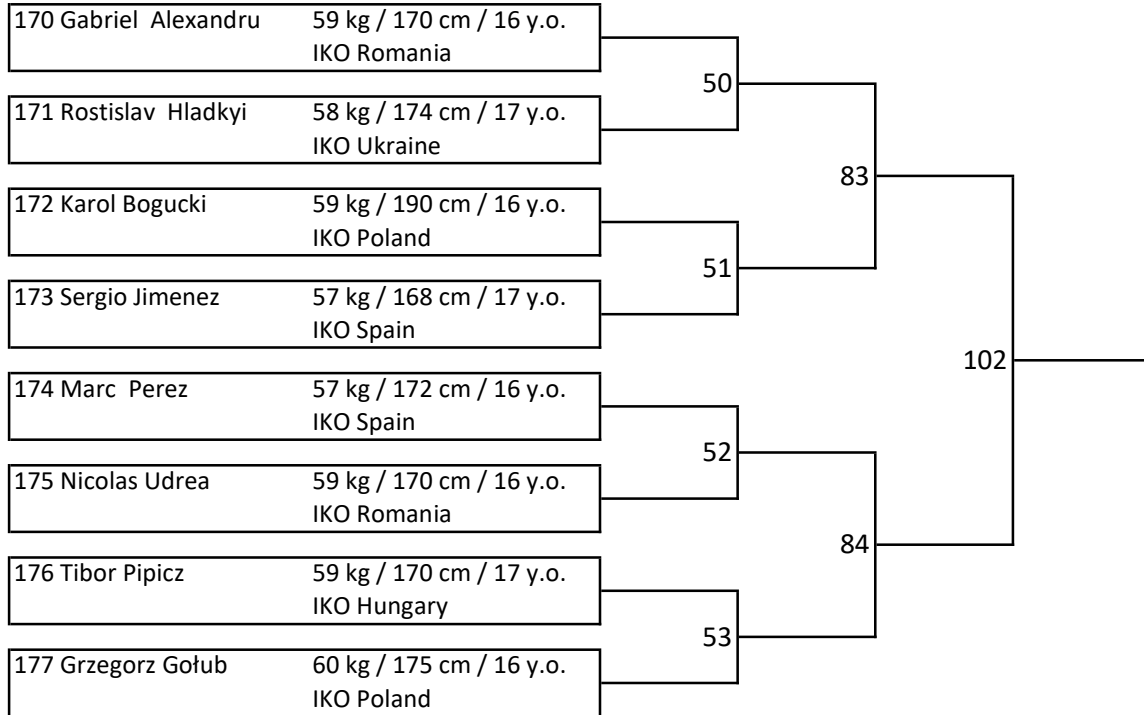 170 Gabriel Alexandru 59 kg / 170 cm / 16 y.o.
IKO Romania
50
171 Rostislav Hladkyi 58 kg / 174 cm / 17 y.o.
IKO Ukraine
83
172 Karol Bogucki 59 kg / 190 cm / 16 y.o.
IKO Poland
51
173 Sergio Jimenez 57 kg / 168 cm / 17 y.o.
IKO Spain
102
174 Marc Perez 57 kg / 172 cm / 16 y.o.
IKO Spain
52
175 Nicolas Udrea 59 kg / 170 cm / 16 y.o.
IKO Romania
84
176 Tibor Pipicz 59 kg / 170 cm / 17 y.o.
IKO Hungary
53
177 Grzegorz Gołub 60 kg / 175 cm / 16 y.o.
IKO Poland